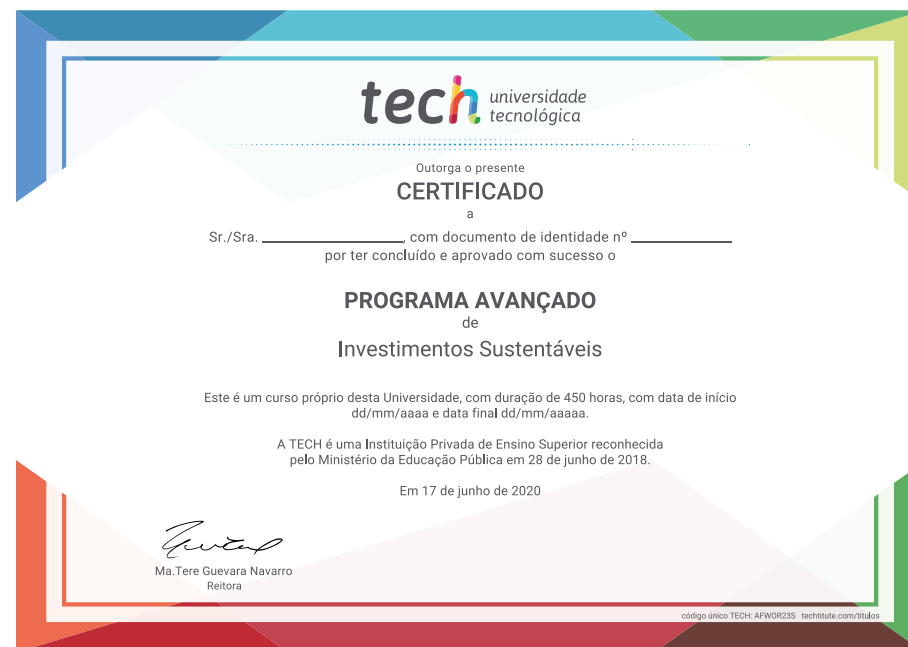 tech universidade
tecnológica
Outorga o presente
CERTIFICADO
a
Sr./Sra. ____________, com documento de identidade nº ____________
por ter concluído e aprovado com sucesso o
PROGRAMA AVANÇADO
de
Investimentos Sustentáveis
Este é um curso próprio desta Universidade, com duração de 450 horas, com data de início
dd/mm/aaaa e data final dd/mm/aaaaa.
A TECH é uma Instituição Privada de Ensino Superior reconhecida
pelo Ministério da Educação Pública em 28 de junho de 2018.
Em 17 de junho de 2020
Ma.Tere Guevara Navarro
Reitora
código único TECH: AFWOR23S techtitute.com/titulos